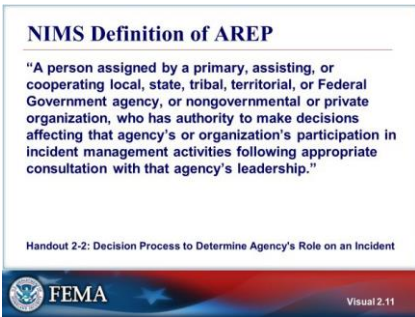 NIMS Definition of AREP
“A person assigned by a primary, assisting, or
cooperating local, state, tribal, territorial, or Federal
Government agency, or nongovernmental or private
organization, who has authority to make decisions
affecting that agency’s or organization’s participation in
incident management activities following appropriate
consultation with that agency’s leadership.”
Handout 2-2: Decision Process to Determine Agency's Role on an Incident
FEMA
Visual 2.11